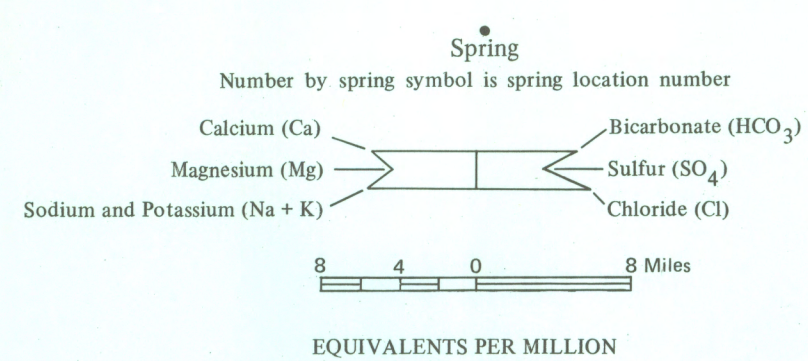 Spring
Number by spring symbol is spring location number
Calcium (Ca)
Bicarbonate (HCO3)
Magnesium (Mg)
Sulfur (SO4)
Sodium and Potassium (Na + K)
Chloride (Cl)
8 4 0 8 Miles
EQUIVALENTS PER MILLION